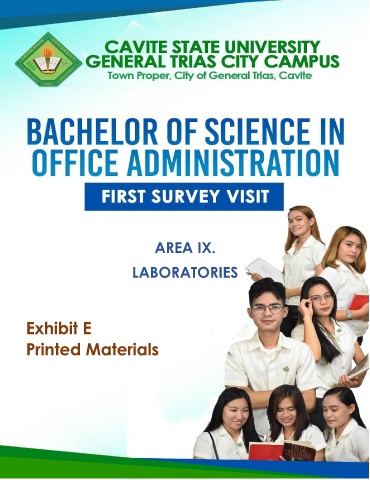 CAVITE STATE UNIVERSITY
GENERAL TRIAS CITY CAMPUS
Town Proper, City of General Trias, Cavite
BACHELOR OF SCIENCE IN
OFFICE ADMINISTRATION
FIRST SURVEY VISIT
AREA IX.
LABORATORIES
Exhibit E
Printed Materials